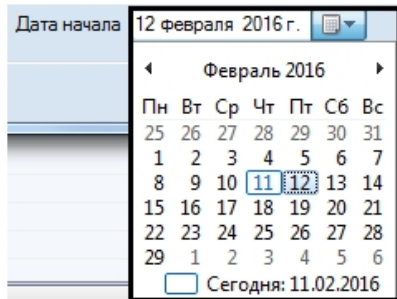 Дата начала 12 февраля 2016 г.
Февраль 2016
Пн Вт Ср Чт Пт Сб Вс
25 26 27 28 29 30 31
1 2 3 4 5 6 7
8 9 10 11 12 13 14
15 16 17 18 19 20 21
22 23 24 25 26 27 28
29 1 2 3 4 5 6
Сегодня: 11.02.2016